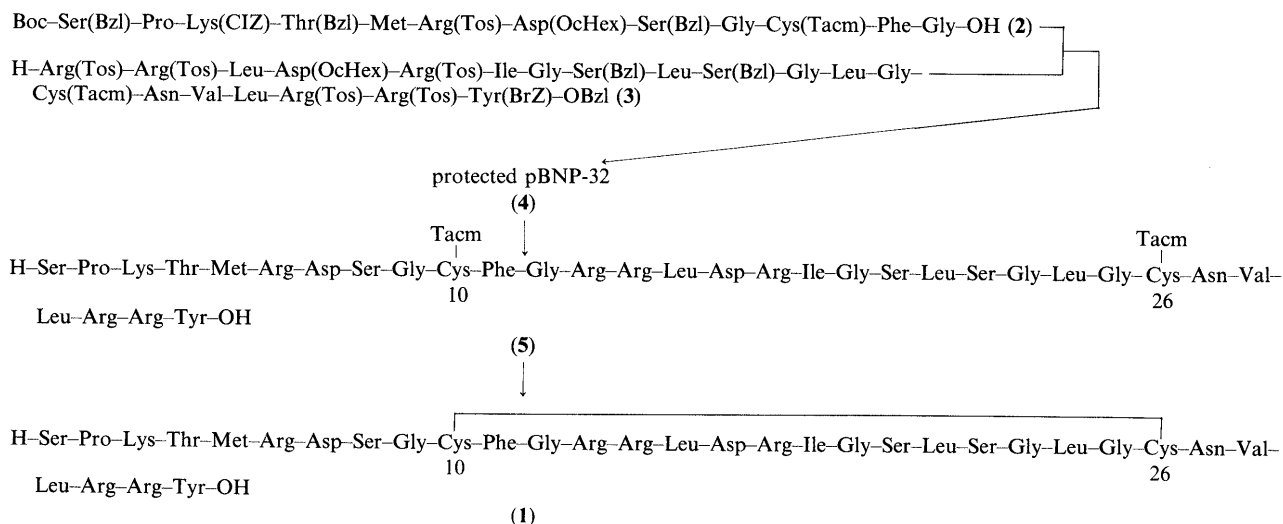 Boc–Ser(Bzl)–Pro–Lys(ClZ)–Thr(Bzl)–Met–Arg(Tos)–Asp(OcHex)–Ser(Bzl)–Gly–Cys(Tacm)–Phe–Gly–OH (2)
H–Arg(Tos)–Arg(Tos)–Leu–Asp(OcHex)–Arg(Tos)–Ile–Gly–Ser(Bzl)–Leu–Ser(Bzl)–Gly–Leu–Gly–
Cys(Tacm)–Asn–Val–Leu–Arg(Tos)–Arg(Tos)–Tyr(BrZ)–OBzl (3)
protected pBNP-32
(4)
Tacm Tacm
H–Ser–Pro–Lys–Thr–Met–Arg–Asp–Ser–Gly–Cys–Phe–Gly–Arg–Arg–Leu–Asp–Arg–Ile–Gly–Ser–Leu–Ser–Gly–Leu–Gly–Cys–Asn–Val–
10 26
Leu–Arg–Arg–Tyr–OH
(5)
H–Ser–Pro–Lys–Thr–Met–Arg–Asp–Ser–Gly–Cys–Phe–Gly–Arg–Arg–Leu–Asp–Arg–Ile–Gly–Ser–Leu–Ser–Gly–Leu–Gly–Cys–Asn–Val–
10 26
Leu–Arg–Arg–Tyr–OH
(1)